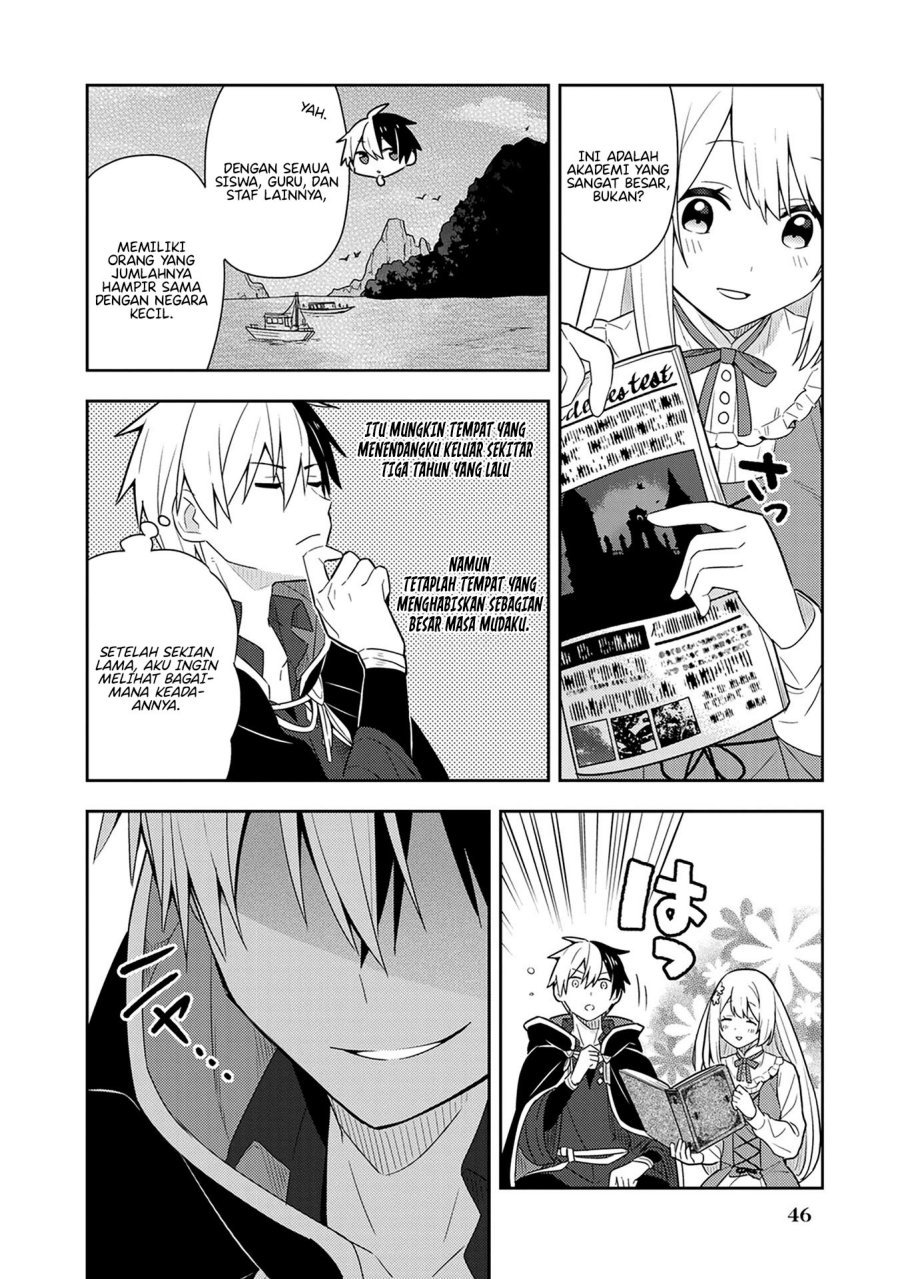 INI ADALAH
AKADEMI YANG
SANGAT BESAR,
BUKAN?
YAH.
DENGAN SEMUA
SISWA, GURU, DAN
STAF LAINNYA,
MEMILIKI
ORANG YANG
JUMLAHNYA
HAMPIR SAMA
DENGAN NEGARA
KECIL.
さっ
ITU MUNGKIN TEMPAT YANG
MENENDANGKU KELUAR SEKITAR
TIGA TAHUN YANG
LALU
NAMUN
TETAPLAH TEMPAT YANG
MENGHABISKAN SEBAGIAN
BESAR MASA MUDAKU.
SETELAH SEKIAN
LAMA, AKU INGIN
MELIHAT BAGAI-
MANA KEADA-
ANNYA.
はっ
ニヤ...
46